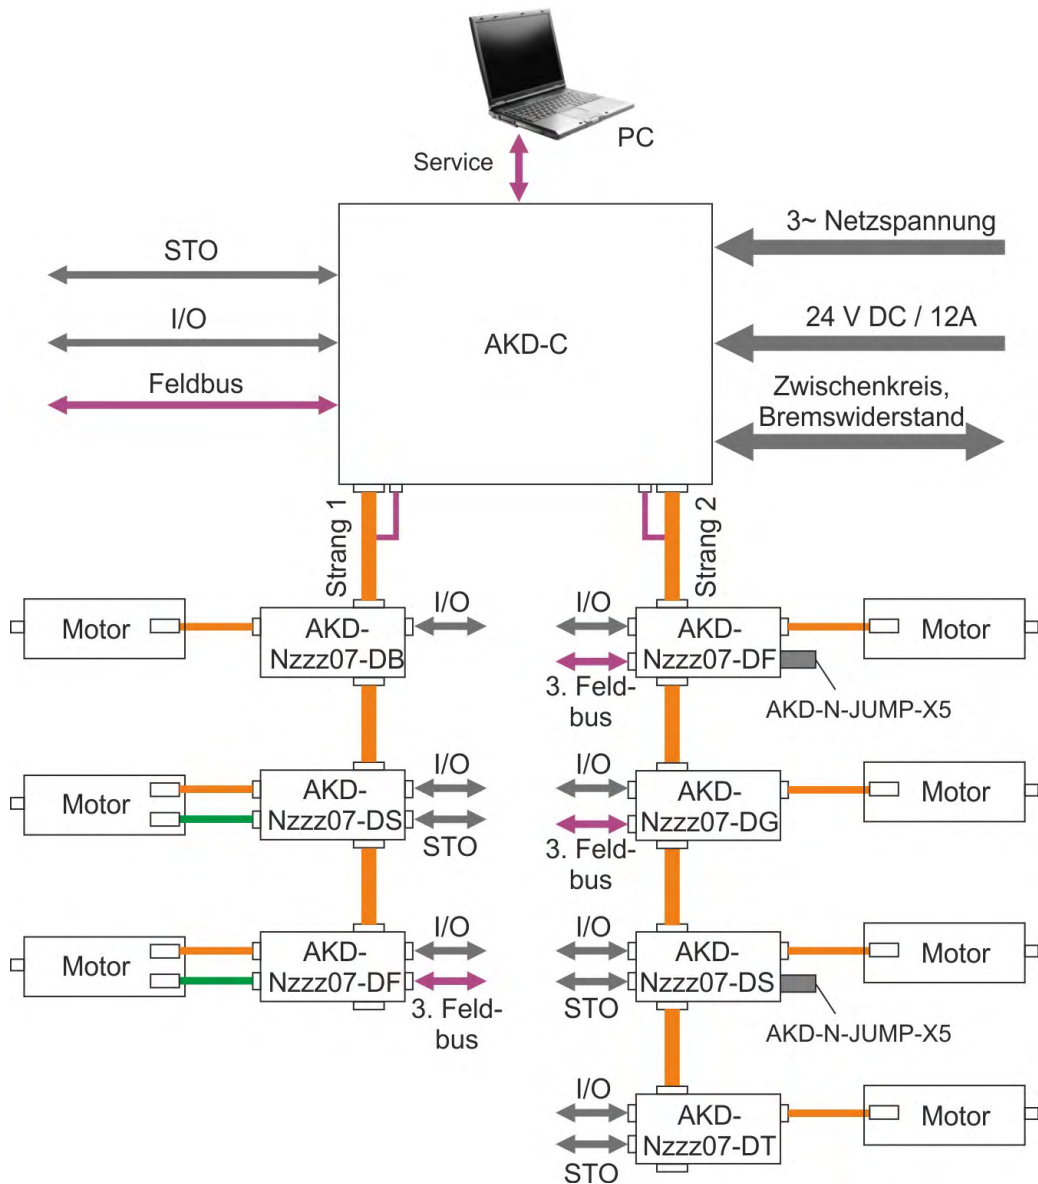 PC
Service
STO
3~ Netzspannung
I/O
24 V DC / 12A
AKD-C
Feldbus
Zwischenkreis,
Bremswiderstand
Strang 1
Strang 2
Motor
AKD-
Nzzz07-DB
I/O
I/O
AKD-
Nzzz07-DF
Motor
3. Feld-
bus
AKD-N-JUMP-X5
Motor
AKD-
Nzzz07-DS
I/O
STO
I/O
AKD-
Nzzz07-DG
Motor
3. Feld-
bus
Motor
AKD-
Nzzz07-DF
I/O
3. Feld-
bus
I/O
STO
AKD-
Nzzz07-DS
Motor
AKD-N-JUMP-X5
I/O
STO
AKD-
Nzzz07-DT
Motor